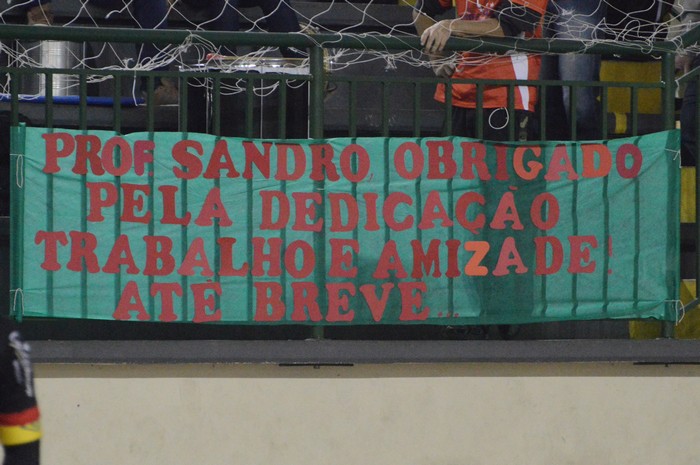 PROF SANDRO OBRIGADO
PELA DEDICAÇÃO
TRABALHO E AMIZADE!
ATÉ BREVE...